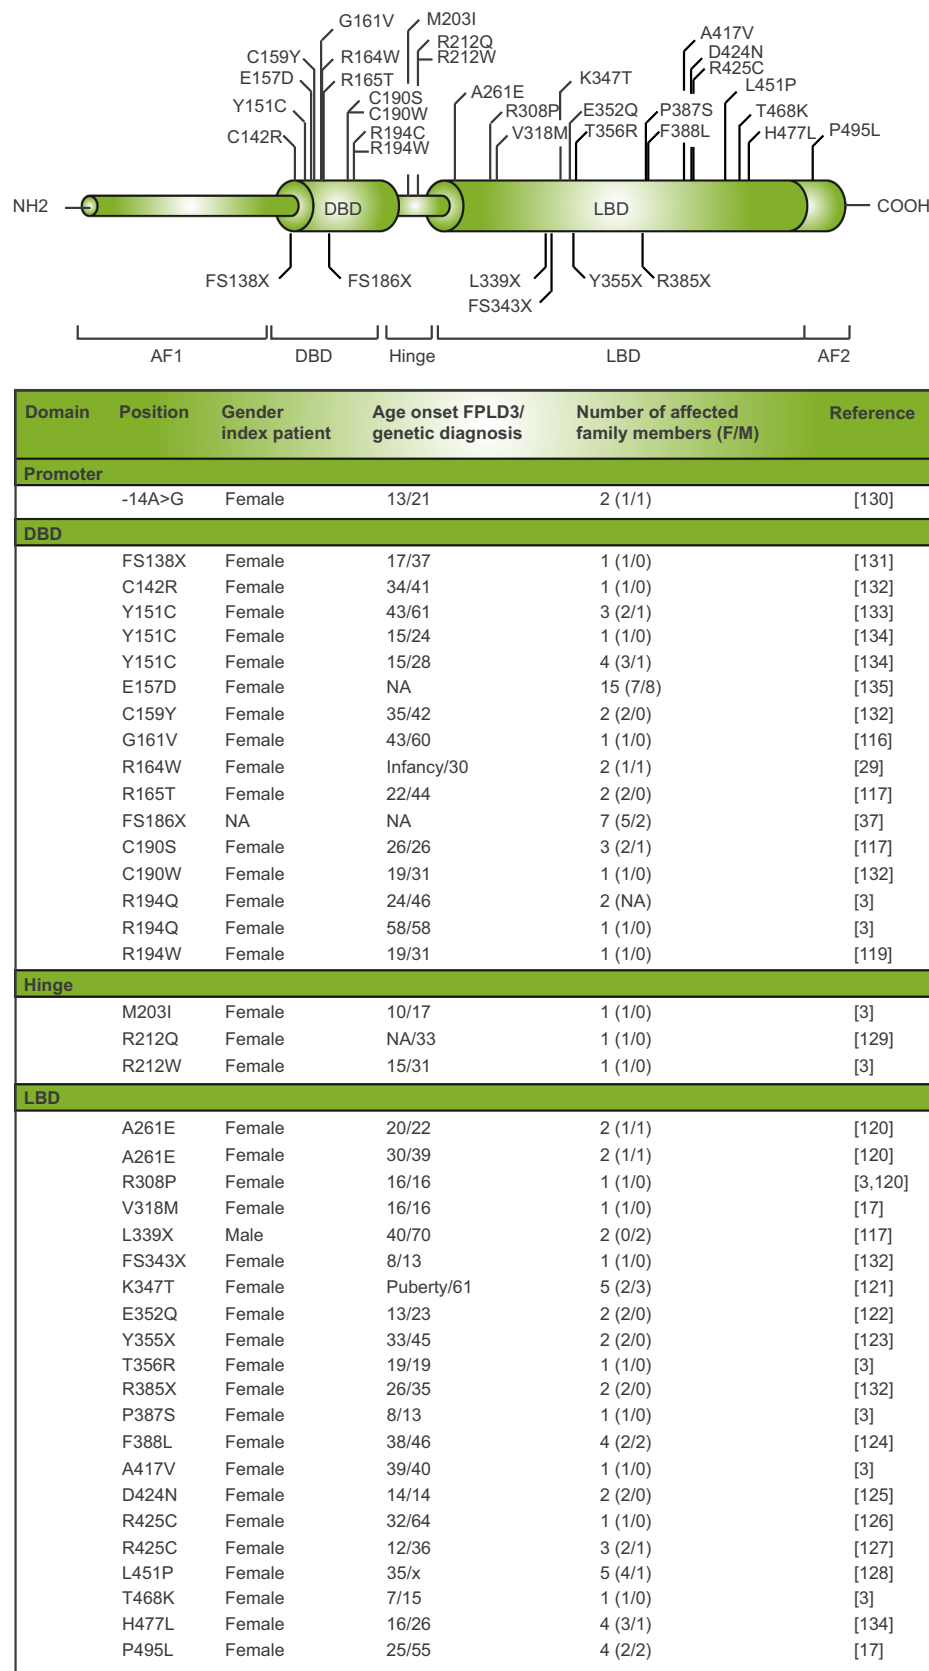 G161V
M203I
C159Y
R164W
R212Q
R212W
A417V
D424N
R425C
E157D
R165T
K347T
L451P
Y151C
C190S
C190W
A261E
R308P
E352Q
P387S
T468K
C142R
R194C
R194W
V318M
T356R
F388L
H477L
P495L
NH2
DBD
LBD
COOH
FS138X
FS186X
L339X
Y355X
R385X
FS343X
AF1 DBD Hinge LBD AF2
Domain Position Gender index patient Age onset FPLD3/ genetic diagnosis Number of affected family members (F/M) Reference
Promoter
-14A>G Female 13/21 2 (1/1) [130]
DBD
FS138X Female 17/37 1 (1/0) [131]
C142R Female 34/41 1 (1/0) [132]
Y151C Female 43/61 3 (2/1) [133]
Y151C Female 15/24 1 (1/0) [134]
Y151C Female 15/28 4 (3/1) [134]
E157D Female NA 15 (7/8) [135]
C159Y Female 35/42 2 (2/0) [132]
G161V Female 43/60 1 (1/0) [116]
R164W Female Infancy/30 2 (1/1) [29]
R165T Female 22/44 2 (2/0) [117]
FS186X NA NA 7 (5/2) [37]
C190S Female 26/26 3 (2/1) [117]
C190W Female 19/31 1 (1/0) [132]
R194Q Female 24/46 2 (NA) [3]
R194Q Female 58/58 1 (1/0) [3]
R194W Female 19/31 1 (1/0) [119]
Hinge
M203I Female 10/17 1 (1/0) [3]
R212Q Female NA/33 1 (1/0) [129]
R212W Female 15/31 1 (1/0) [3]
LBD
A261E Female 20/22 2 (1/1) [120]
A261E Female 30/39 2 (1/1) [120]
R308P Female 16/16 1 (1/0) [3,120]
V318M Female 16/16 1 (1/0) [17]
L339X Male 40/70 2 (0/2) [117]
FS343X Female 8/13 1 (1/0) [132]
K347T Female Puberty/61 5 (2/3) [121]
E352Q Female 13/23 2 (2/0) [122]
Y355X Female 33/45 2 (2/0) [123]
T356R Female 19/19 1 (1/0) [3]
R385X Female 26/35 2 (2/0) [132]
P387S Female 8/13 1 (1/0) [3]
F388L Female 38/46 4 (2/2) [124]
A417V Female 39/40 1 (1/0) [3]
D424N Female 14/14 2 (2/0) [125]
R425C Female 32/64 1 (1/0) [126]
R425C Female 12/36 3 (2/1) [127]
L451P Female 35/x 5 (4/1) [128]
T468K Female 7/15 1 (1/0) [3]
H477L Female 16/26 4 (3/1) [134]
P495L Female 25/55 4 (2/2) [17]